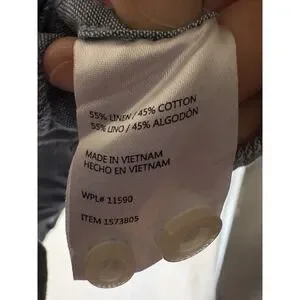 55% LINEN / 45% COTTON
55% LINO / 45% ALGODÓN
MADE IN VIETNAM
HECHO EN VIETNAM
WPL# 11590
ITEM 1573805